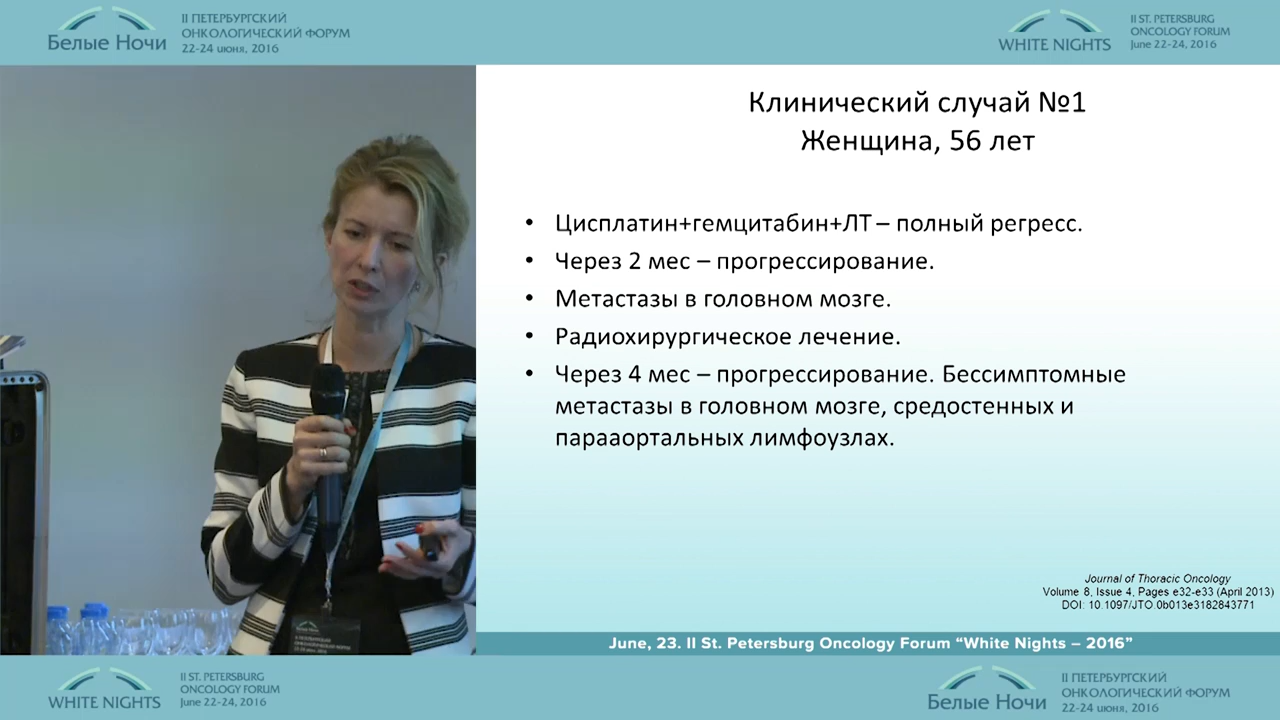 II ПЕТЕРБУРГСКИЙ
ОНКОЛОГИЧЕСКИЙ ФОРУМ
Белые Ночи
22-24 июня, 2016
II ST. PETERSBURG
ONCOLOGY FORUM
WHITE NIGHTS
June 22-24, 2016
Клинический случай №1
Женщина, 56 лет
• Цисплатин+гемцитабин+ЛТ – полный регресс.
• Через 2 мес – прогрессирование.
• Метастазы в головном мозге.
• Радиохирургическое лечение.
• Через 4 мес – прогрессирование. Бессимптомные
метастазы в головном мозге, средостенных и
парааортальных лимфоузлах.
Journal of Thoracic Oncology
Volume 8, Issue 4, Pages e32-e33 (April 2013)
DOI: 10.1097/JTO 0b013e3182843771
June, 23. II St. Petersburg Oncology Forum “White Nights – 2016”
II ST. PETERSBURG
ONCOLOGY FORUM
WHITE NIGHTS
June 22-24, 2016
II ПЕТЕРБУРГСКИЙ
ОНКОЛОГИЧЕСКИЙ ФОРУМ
Белые Ночи
22-24 июня, 2016